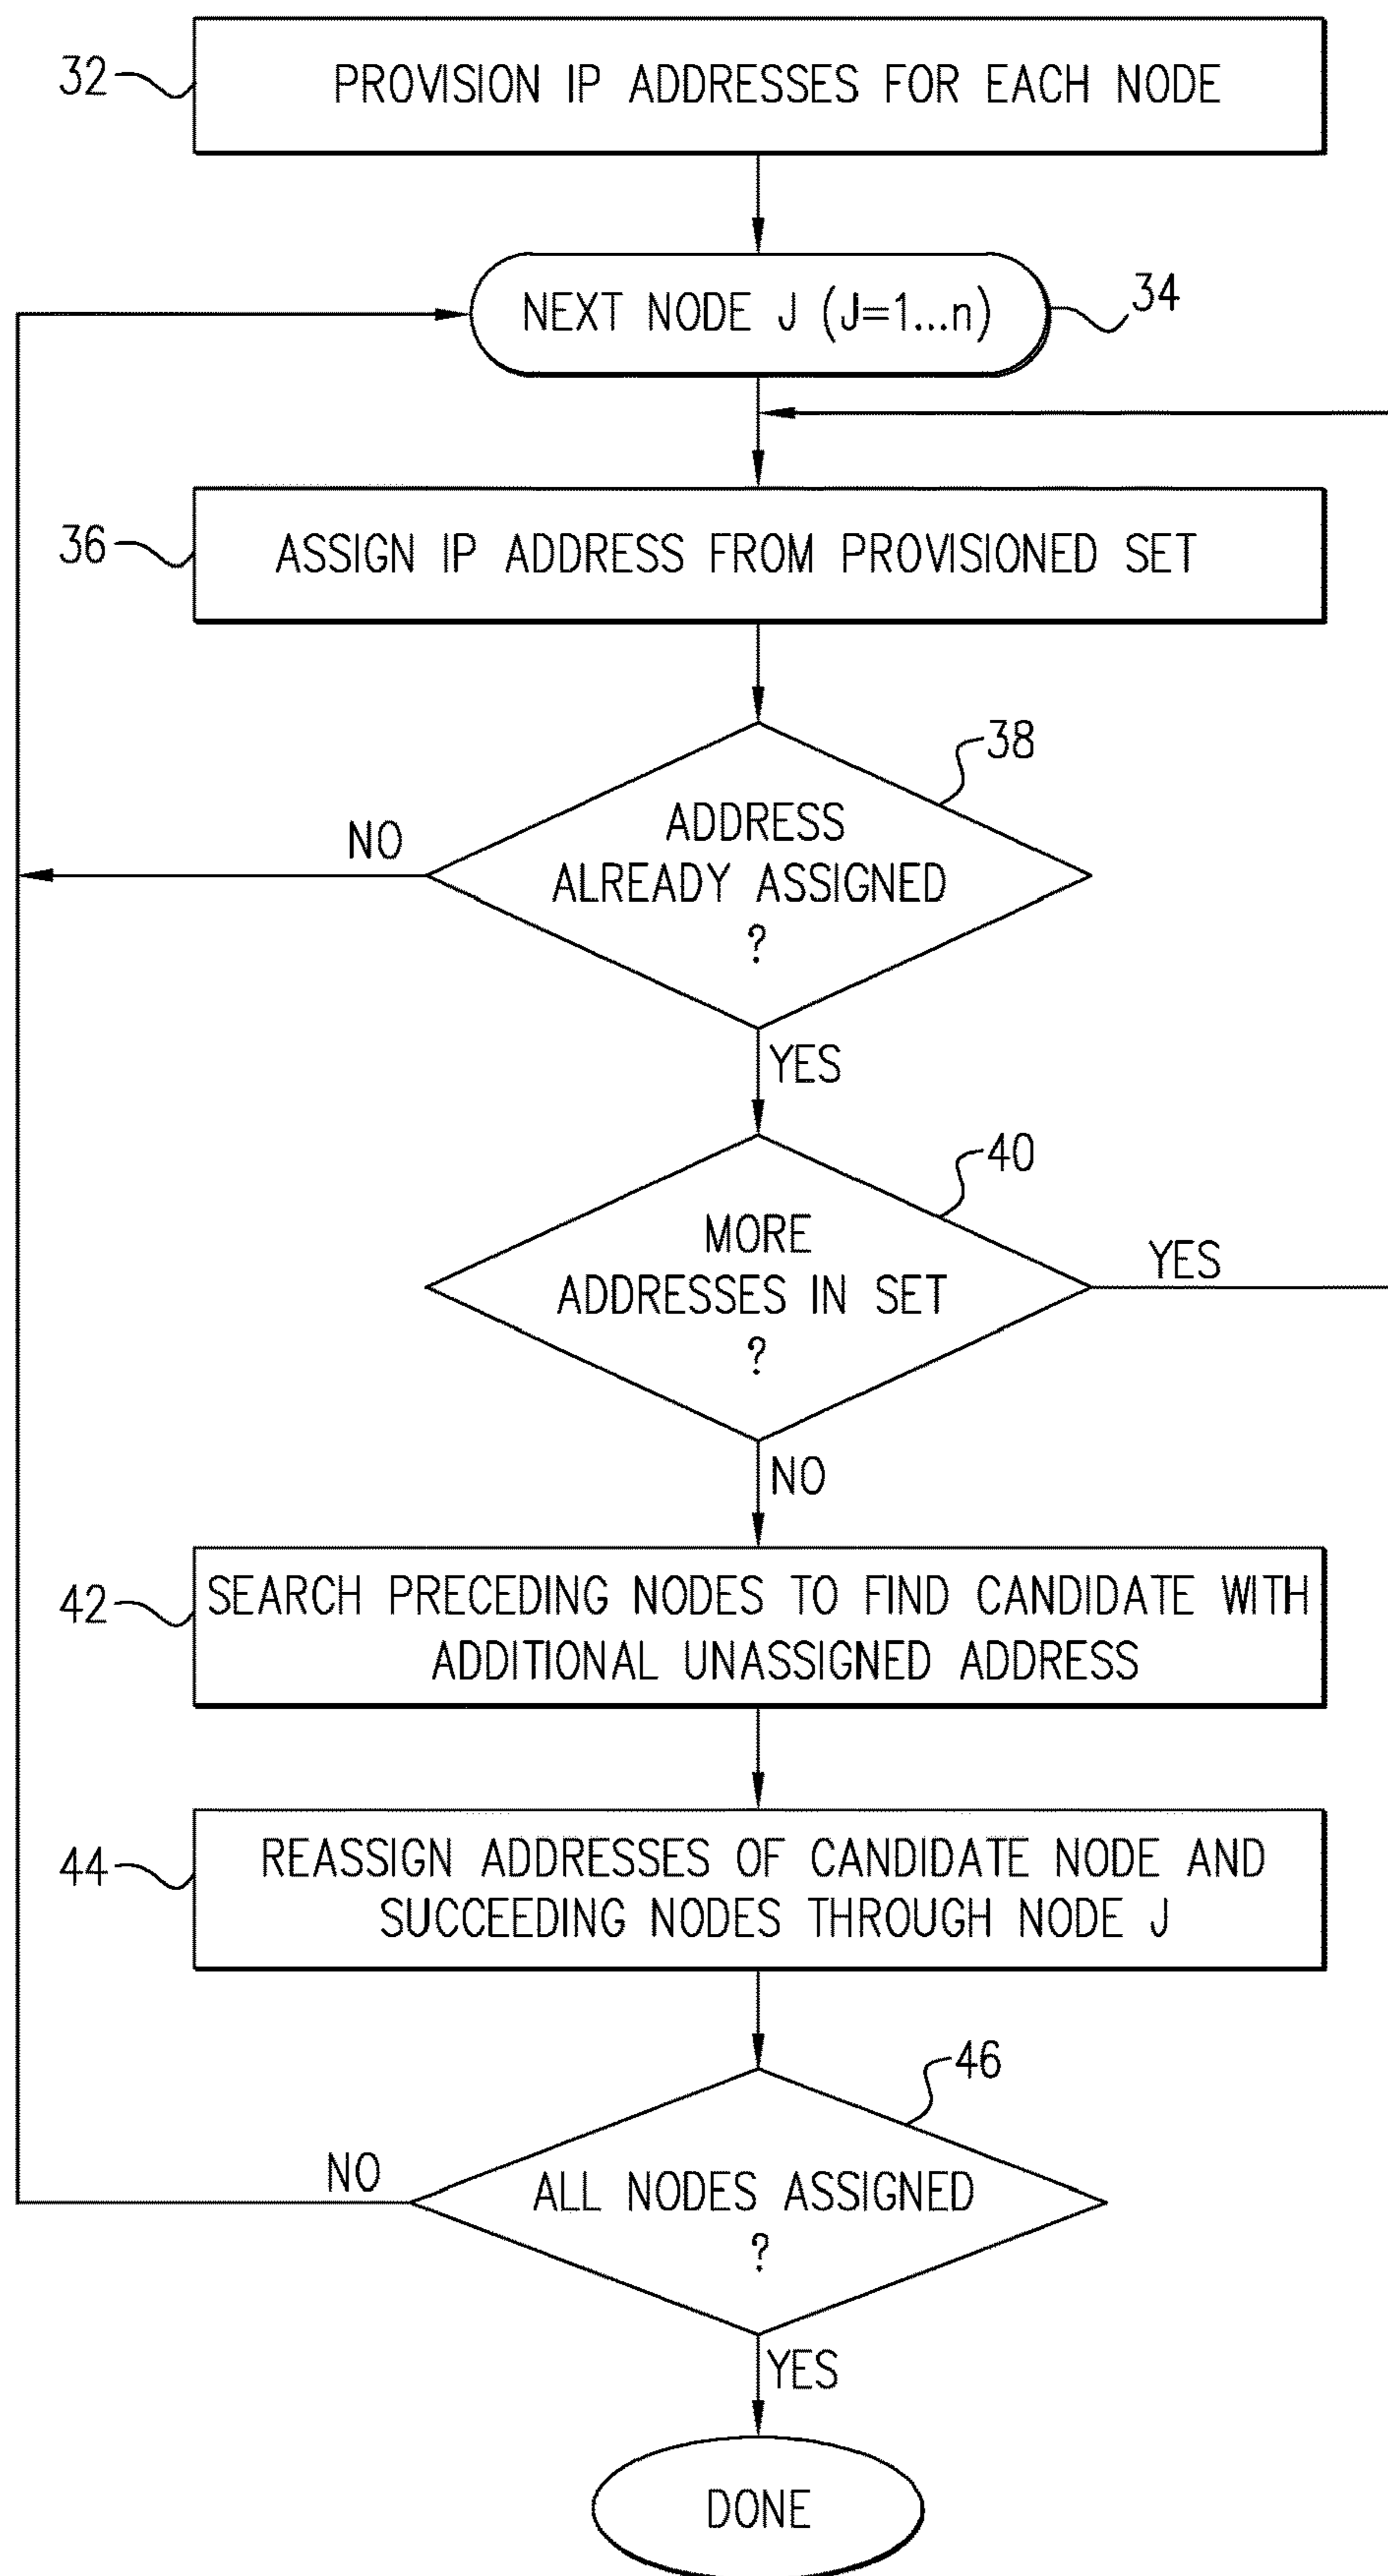 32
PROVISION IP ADDRESSES FOR EACH NODE
NEXT NODE J (J=1...n)
34
36
ASSIGN IP ADDRESS FROM PROVISIONED SET
38
ADDRESS
ALREADY ASSIGNED
?
NO
YES
40
MORE
ADDRESSES IN SET
?
YES
NO
42
SEARCH PRECEDING NODES TO FIND CANDIDATE WITH
ADDITIONAL UNASSIGNED ADDRESS
44
REASSIGN ADDRESSES OF CANDIDATE NODE AND
SUCCEEDING NODES THROUGH NODE J
46
NO
ALL NODES ASSIGNED
?
YES
DONE